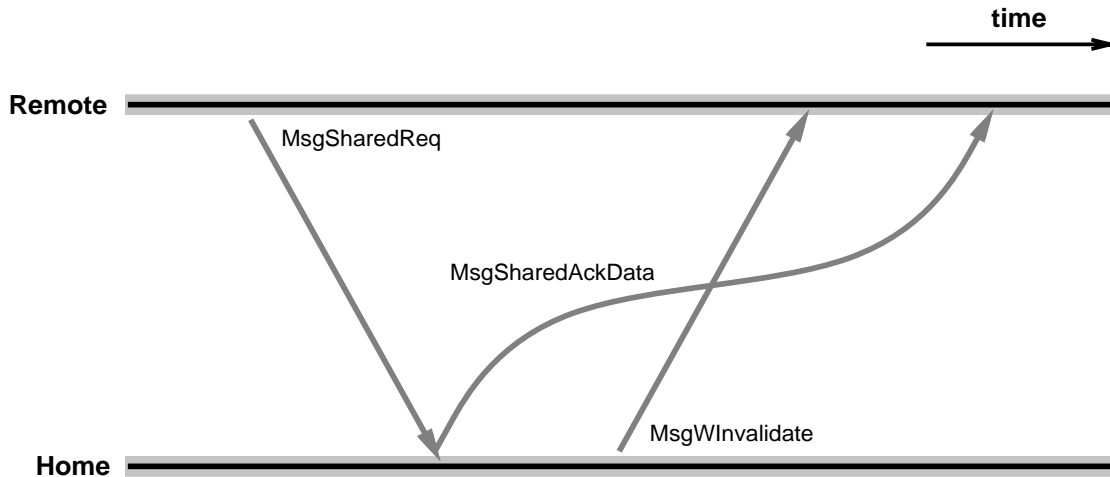 time
Remote
MsgSharedReq
MsgSharedAckData
MsgWInvalidate
Home